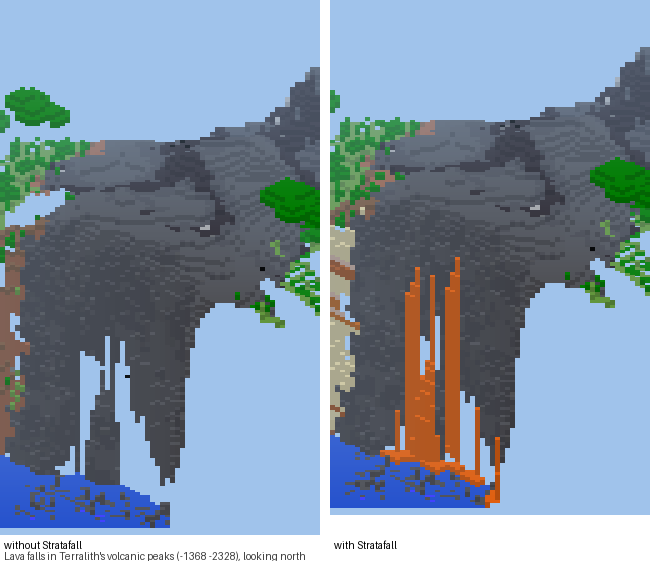 without Stratafall
Lava falls in Terralith's volcanic peaks (-1368 -2328), looking north
with Stratafall